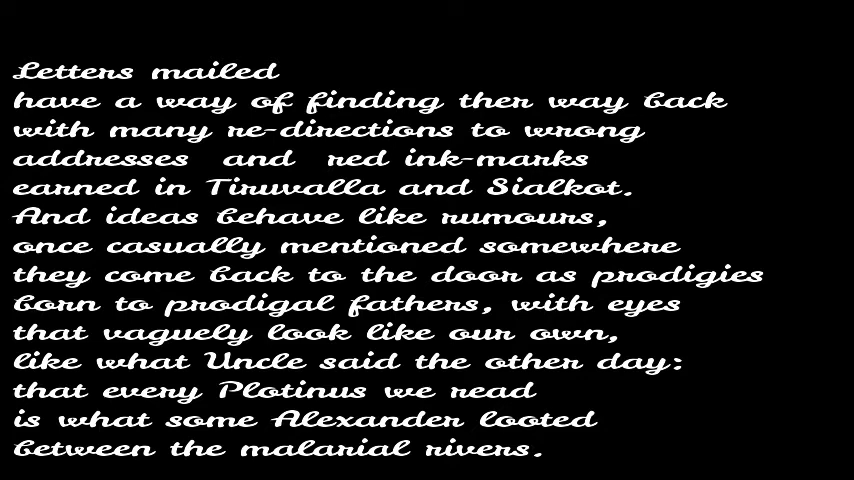 Letters mailed
have a way of finding ther way back
with many re-directions to wrong
addresses and red ink-marks
earned in Tiruvalla and Sialkot.
And ideas behave like rumours,
once casually mentioned somewhere
they come back to the door as prodigies
born to prodigal fathers, with eyes
that vaguely look like our own,
like what Uncle said the other day:
that every Plotinus we read
is what some Alexander looted
between the malarial rivers.